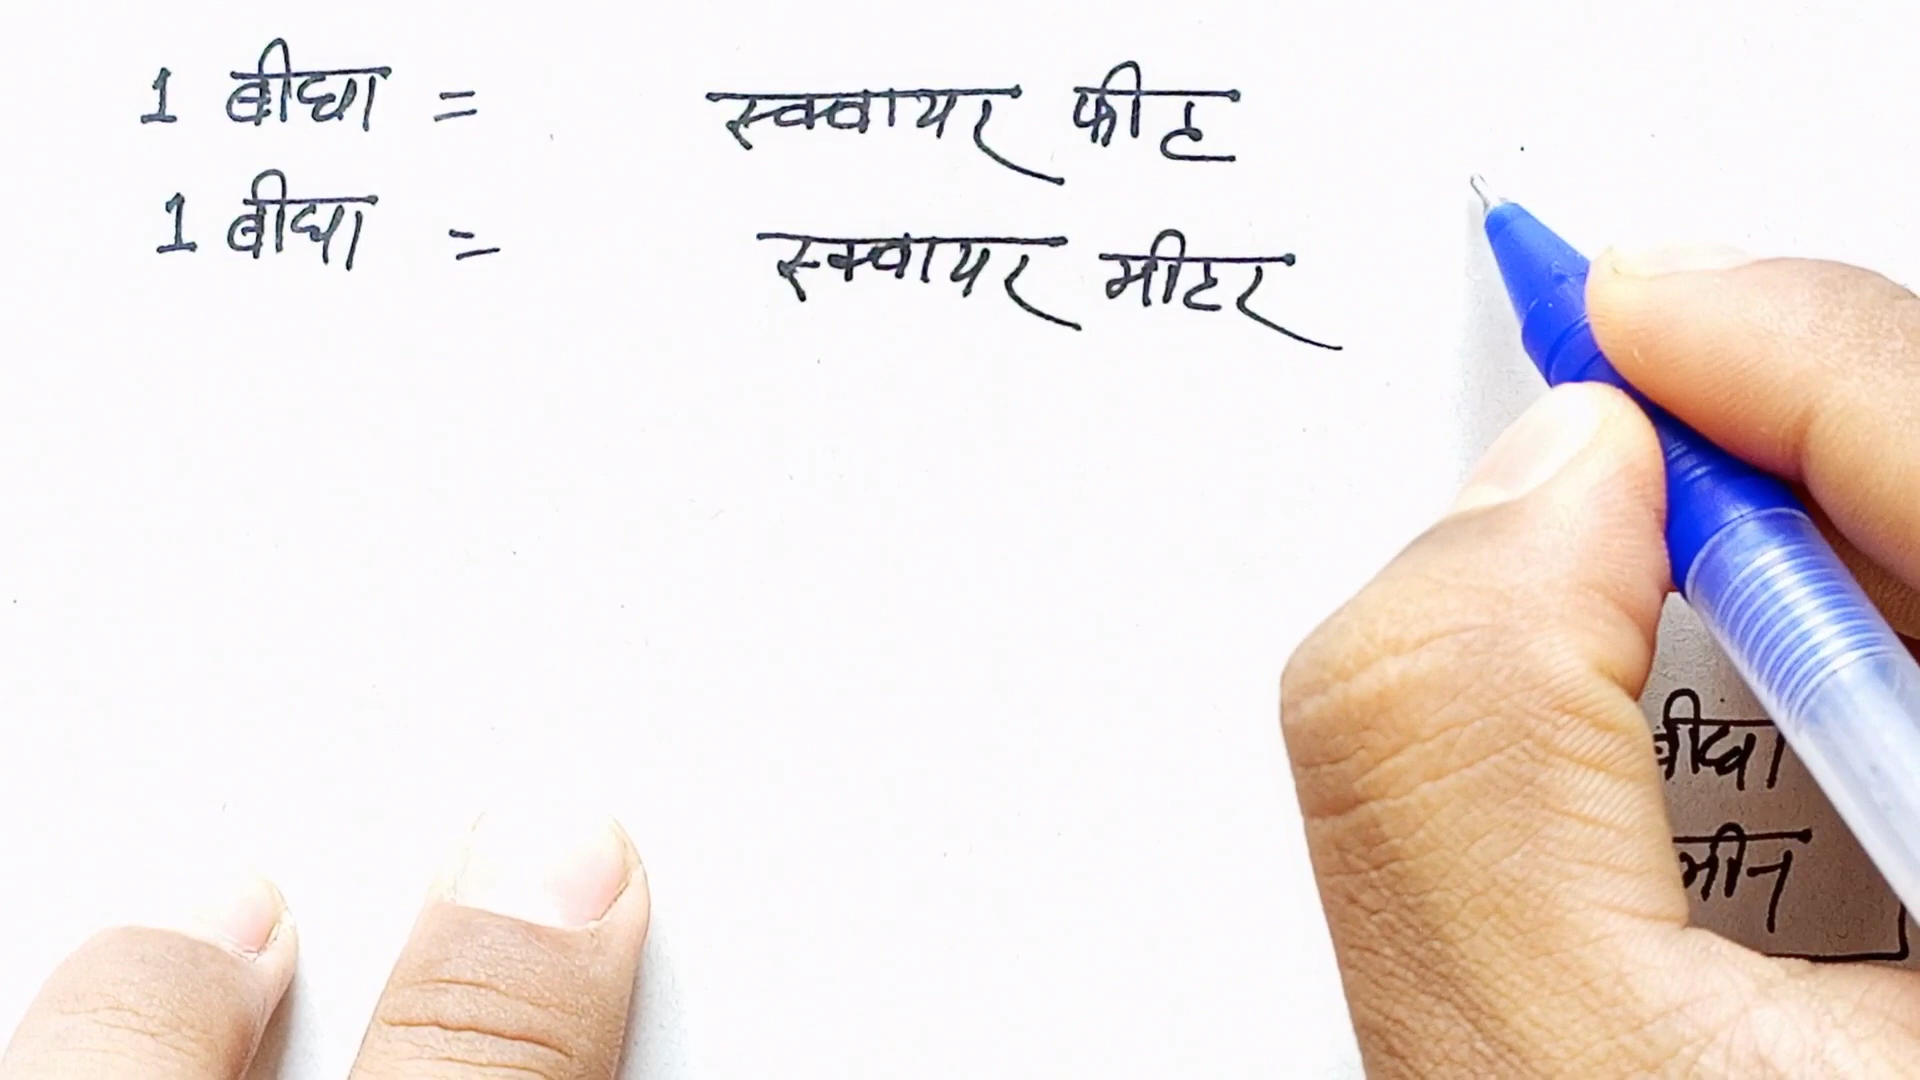 1 बीघा = स्क्वायर फीट
1 बीघा = स्क्वायर मीटर
बीघा